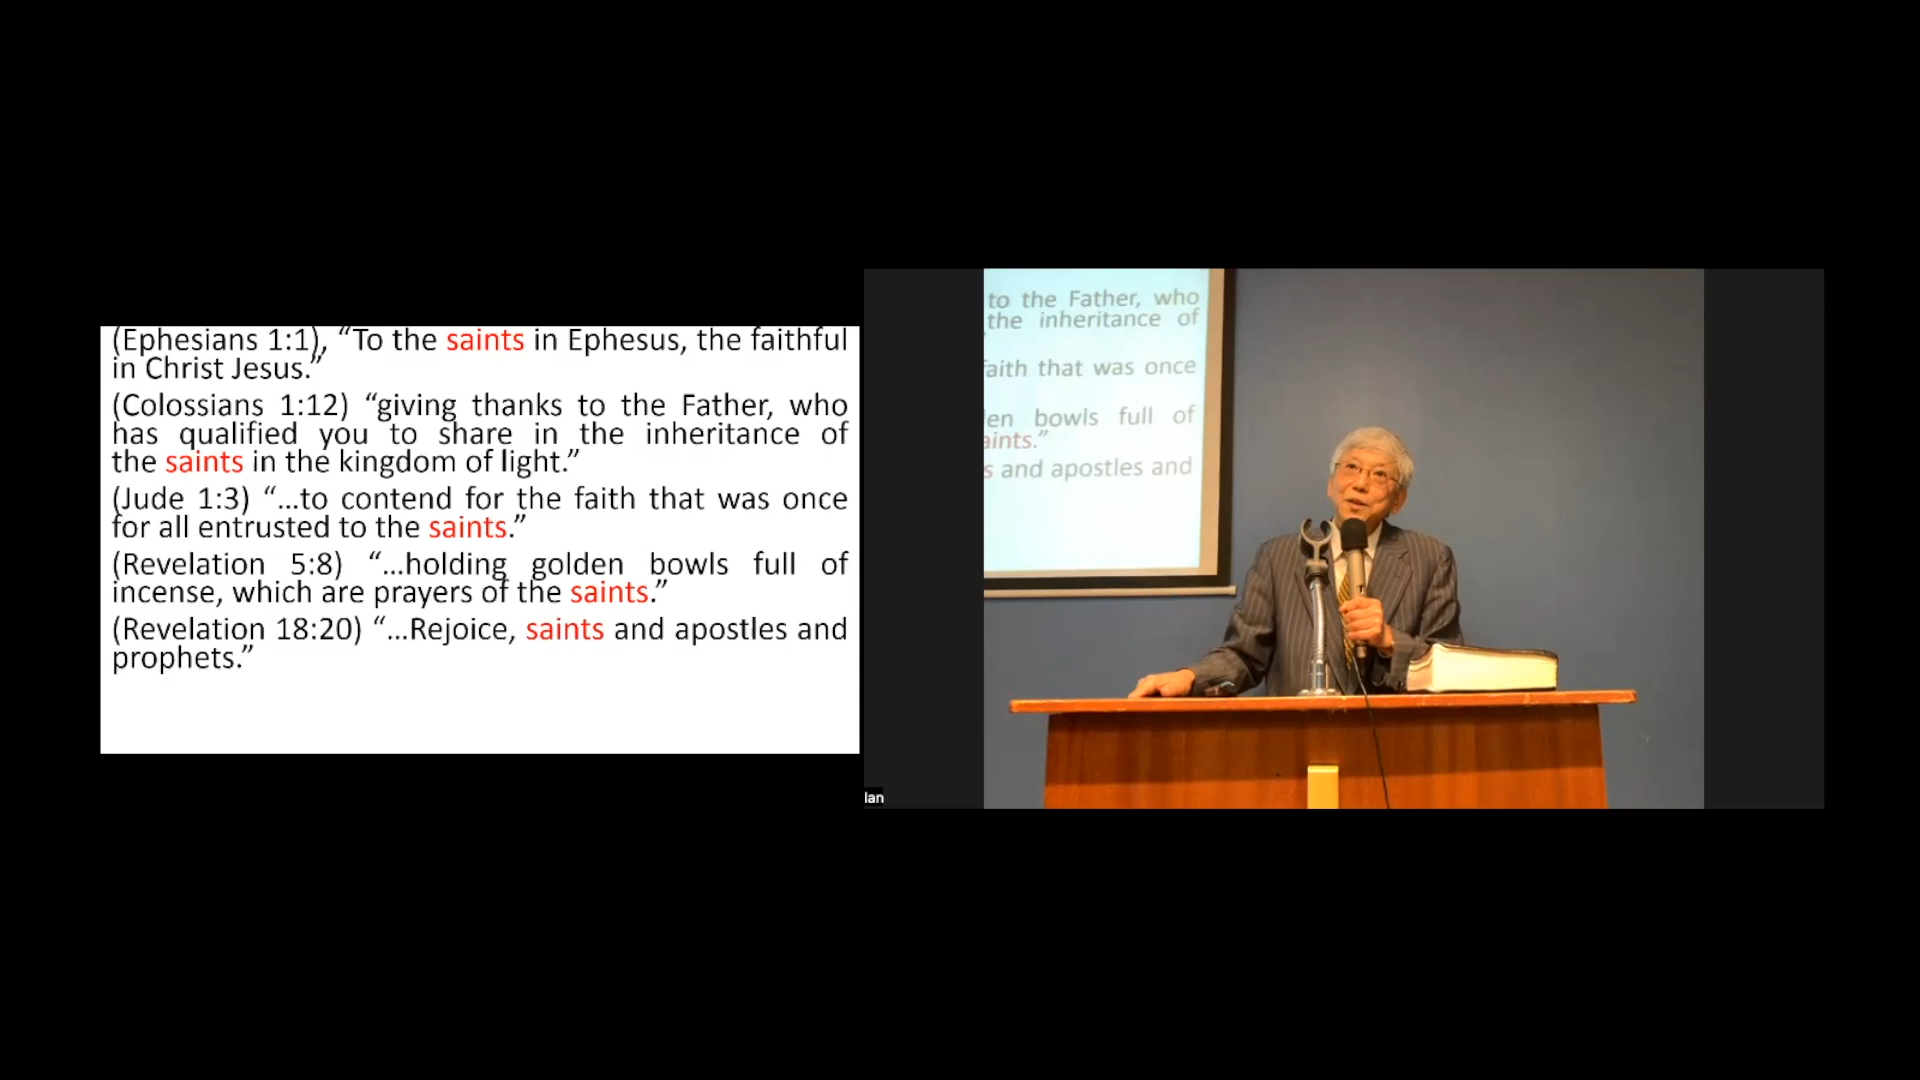 (Ephesians 1:1), “To the saints in Ephesus, the faithful
in Christ Jesus.”
(Colossians 1:12) “giving thanks to the Father, who
has qualified you to share in the inheritance of
the saints in the kingdom of light.”
(Jude 1:3) “…to contend for the faith that was once
for all entrusted to the saints.”
(Revelation 5:8) “…holding golden bowls full of
incense, which are prayers of the saints.”
(Revelation 18:20) “…Rejoice, saints and apostles and
prophets.”
to the Father, who
the inheritance of
faith that was once
en bowls full of
aints.”
s and apostles and
lan